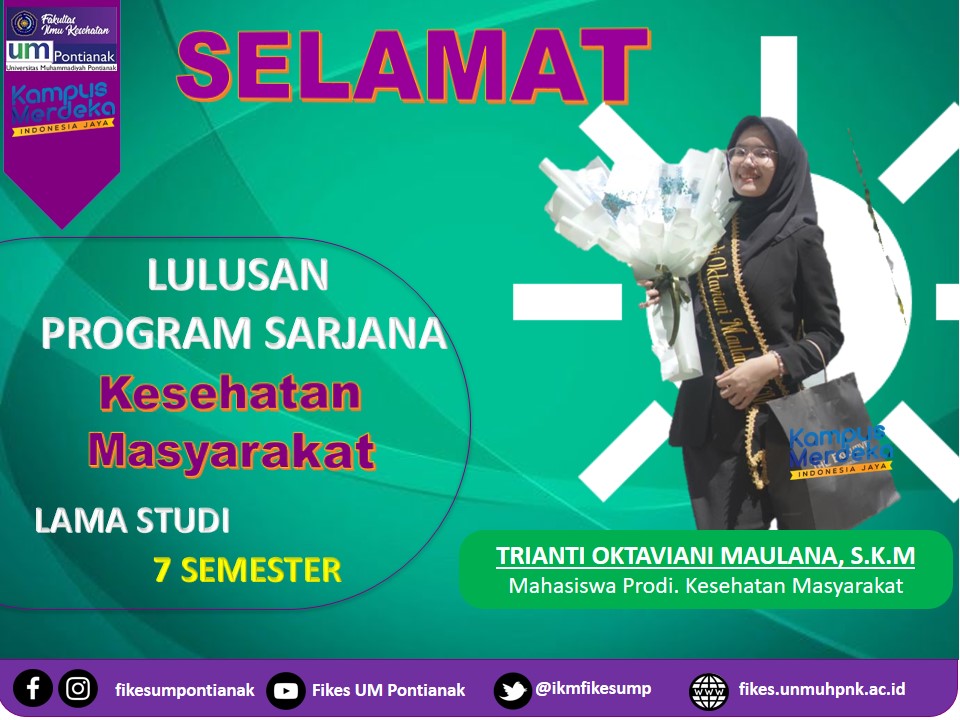 Fakultas
Ilmu Kesehatan
um Pontianak
Universitas Muhammadiyah Pontianak
Kampus
Merdeka
INDONESIA JAYA
SELAMAT
LULUSAN
PROGRAM SARJANA
Kesehatan
Masyarakat
LAMA STUDI
7 SEMESTER
Oktaviani Maulana
Kampus
Merdeka
INDONESIA JAYA
TRIANTI OKTAVIANI MAULANA, S.K.M
Mahasiswa Prodi. Kesehatan Masyarakat
fikesumpontianak
Fikes UM Pontianak
@ikmfikesump
fikes.unmuhpnk.ac.id